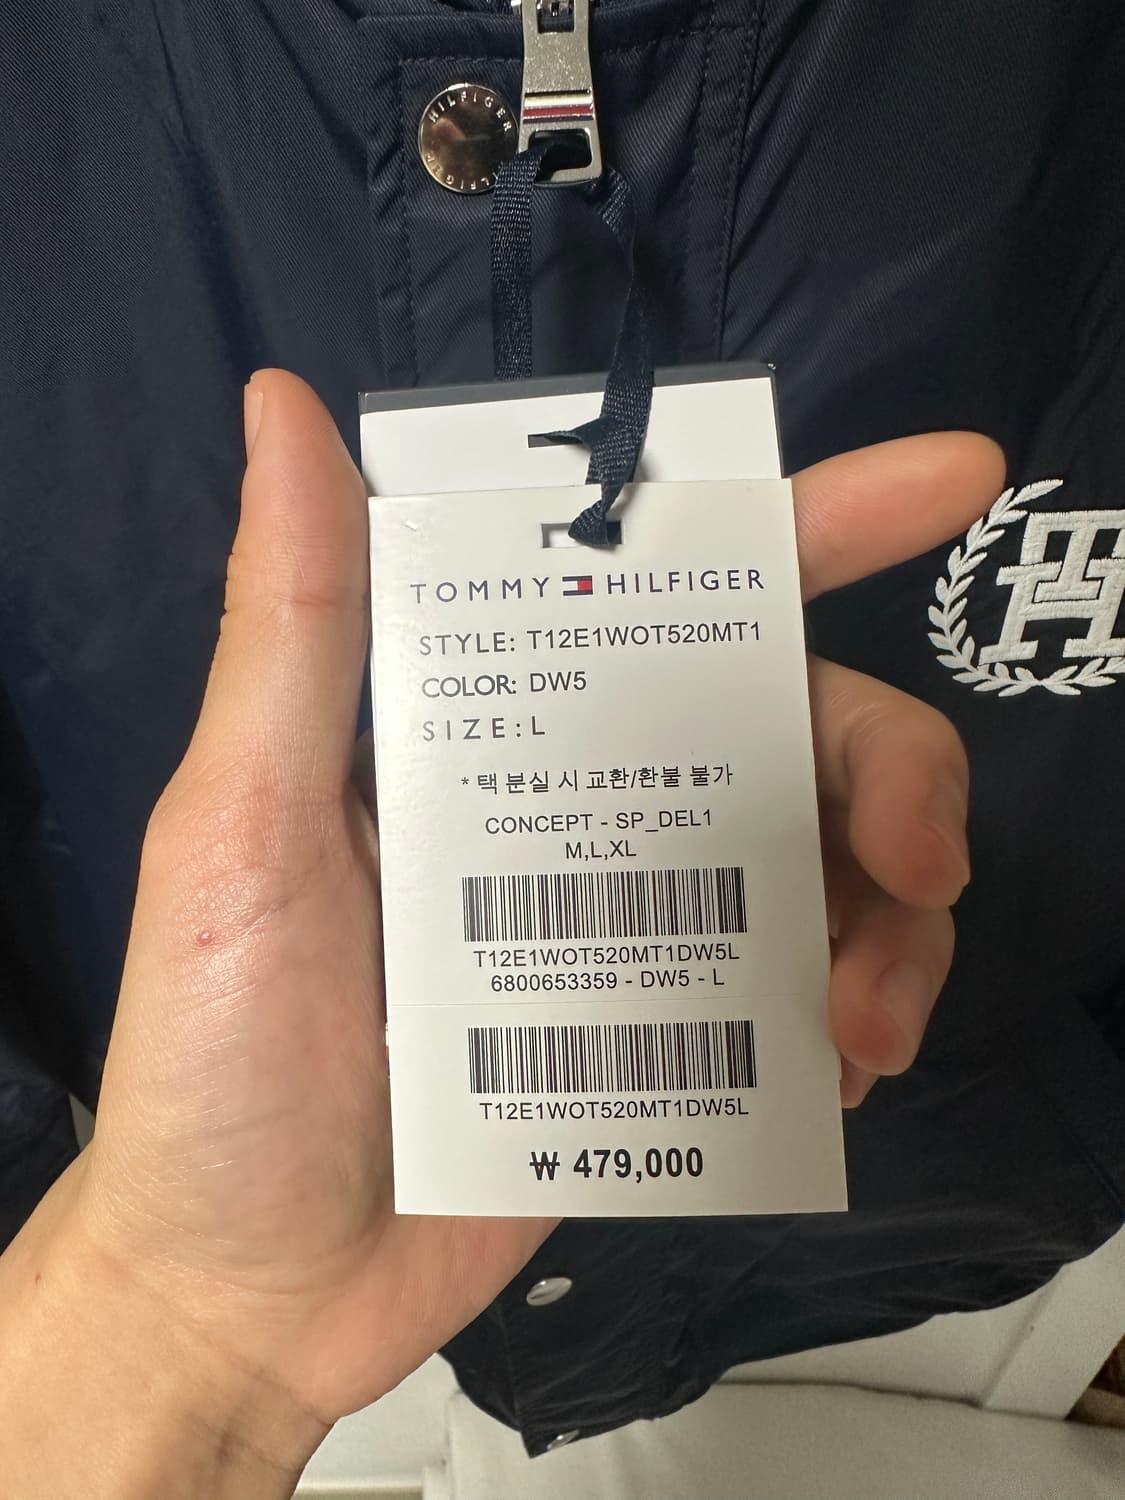 HILFIGER
HILFIGER
TOMMY HILFIGER
STYLE: T12E1WOT520MT1
COLOR: DW5
SIZE: L
* 택 분실 시 교환/환불 불가
CONCEPT - SP_DEL1
M,L,XL
T12E1WOT520MT1DW5L
6800653359 - DW5 - L
T12E1WOT520MT1DW5L
₩ 479,000